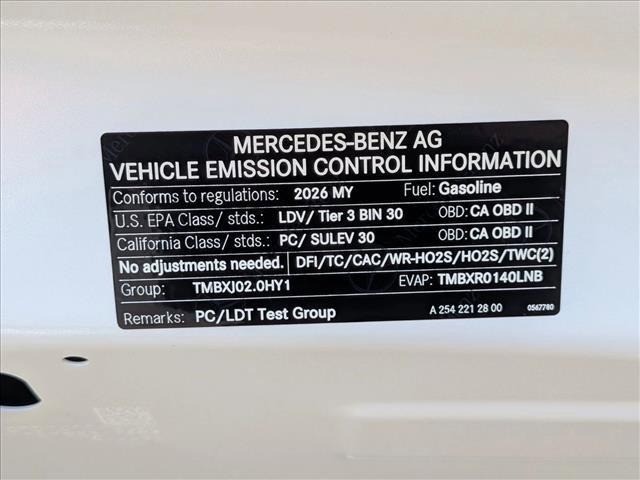 MERCEDES-BENZ AG
VEHICLE EMISSION CONTROL INFORMATION
Conforms to regulations: 2026 MY Fuel: Gasoline
U.S. EPA Class/ stds.: LDV/ Tier 3 BIN 30 OBD: CA OBD II
California Class/ stds.: PC/ SULEV 30 OBD: CA OBD II
No adjustments needed. DFI/TC/CAC/WR-HO2S/HO2S/TWC(2)
Group: TMBXJ02.0HY1 EVAP: TMBXR0140LNB
Remarks: PC/LDT Test Group A 254 221 28 00 0567780